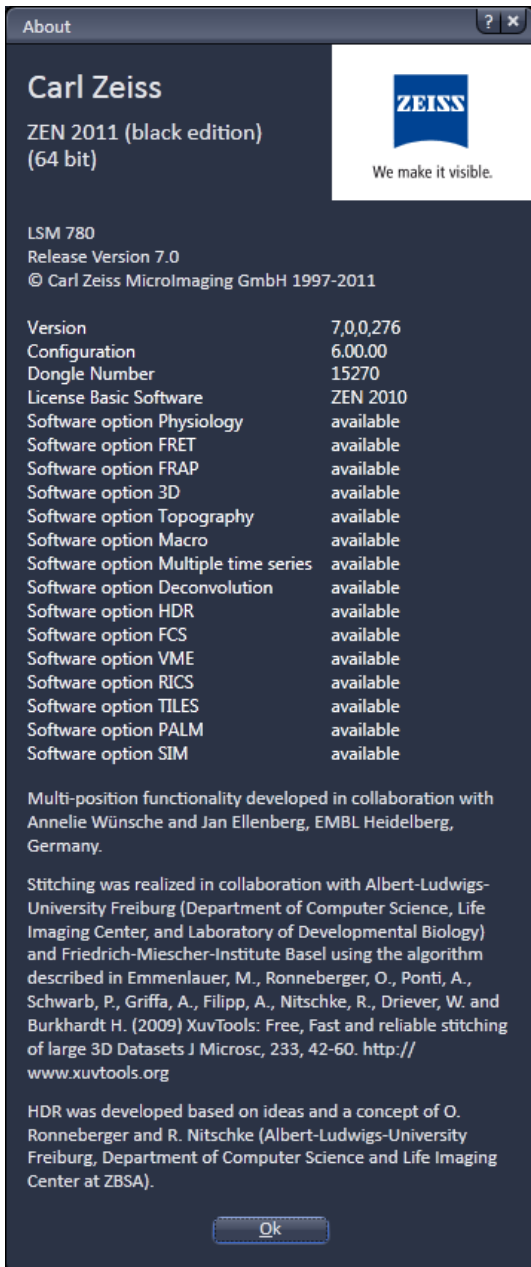 About
? x
Carl Zeiss
ZEN 2011 (black edition)
(64 bit)
ZEISS
We make it visible.
LSM 780
Release Version 7.0
© Carl Zeiss MicroImaging GmbH 1997-2011
Version 7,0,0,276
Configuration 6.00.00
Dongle Number 15270
License Basic Software ZEN 2010
Software option Physiology available
Software option FRET available
Software option FRAP available
Software option 3D available
Software option Topography available
Software option Macro available
Software option Multiple time series available
Software option Deconvolution available
Software option HDR available
Software option FCS available
Software option VME available
Software option RICS available
Software option TILES available
Software option PALM available
Software option SIM available
Multi-position functionality developed in collaboration with
Annelie Wünsche and Jan Ellenberg, EMBL Heidelberg,
Germany.
Stitching was realized in collaboration with Albert-Ludwigs-
University Freiburg (Department of Computer Science, Life
Imaging Center, and Laboratory of Developmental Biology)
and Friedrich-Miescher-Institute Basel using the algorithm
described in Emmenlauer, M., Ronneberger, O., Ponti, A.,
Schwarb, P., Griffa, A., Filipp, A., Nitschke, R., Driever, W. and
Burkhardt H. (2009) XuvTools: Free, Fast and reliable stitching
of large 3D Datasets J Microsc, 233, 42-60. http://
www.xuvtools.org
HDR was developed based on ideas and a concept of O.
Ronneberger and R. Nitschke (Albert-Ludwigs-University
Freiburg, Department of Computer Science and Life Imaging
Center at ZBSA).
Ok